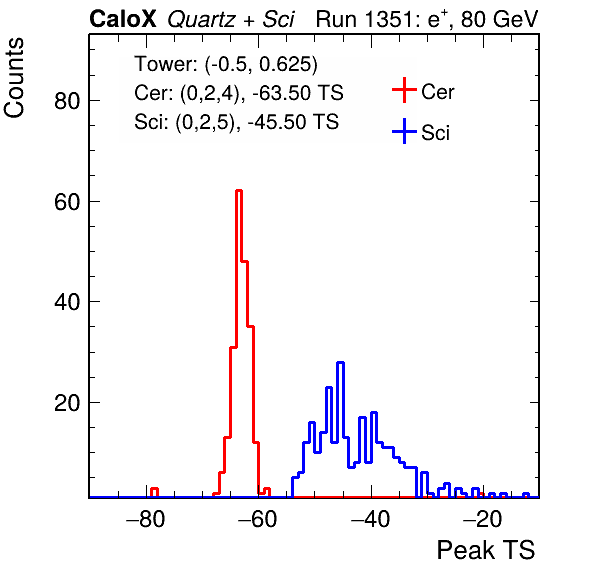 CaloX Quartz + Sci Run 1351: e+, 80 GeV
Counts
Tower: (-0.5, 0.625)
Cer: (0,2,4), -63.50 TS
Sci: (0,2,5), -45.50 TS
Cer
Sci
80
60
40
20
−80 −60 −40 −20
Peak TS